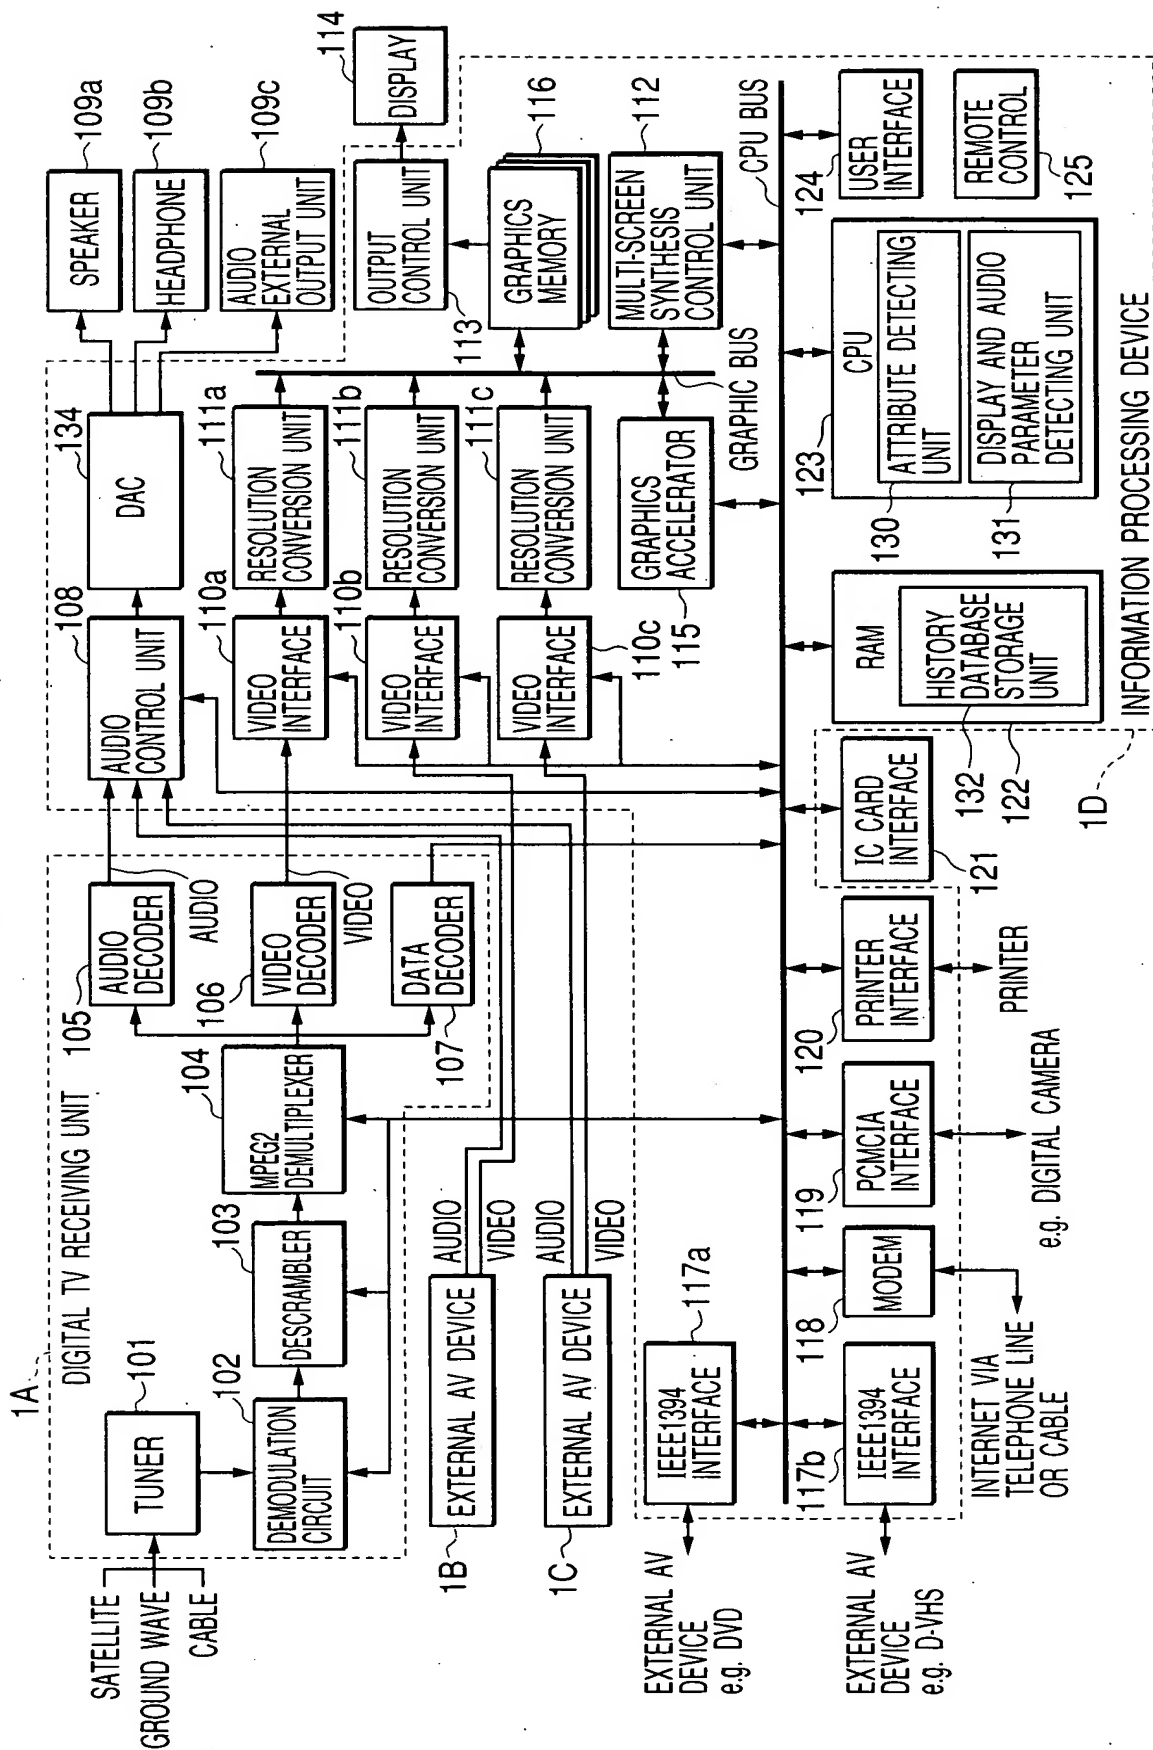 1A
DIGITAL TV RECEIVING UNIT
SATELLITE
GROUND WAVE
CABLE
101
TUNER
102
DEMODULATION
CIRCUIT
103
DESCRAMBLER
104
MPEG2
DEMULTIPLEXER
105
AUDIO
DECODER
AUDIO
106
VIDEO
DECODER
VIDEO
107
DATA
DECODER
108
AUDIO
CONTROL UNIT
134
DAC
109a
SPEAKER
109b
HEADPHONE
109c
AUDIO
EXTERNAL
OUTPUT UNIT
110a
VIDEO
INTERFACE
111a
RESOLUTION
CONVERSION UNIT
110b
VIDEO
INTERFACE
111b
RESOLUTION
CONVERSION UNIT
110c
VIDEO
INTERFACE
111c
RESOLUTION
CONVERSION UNIT
114
DISPLAY
113
OUTPUT
CONTROL UNIT
116
GRAPHICS
MEMORY
112
MULTI-SCREEN
SYNTHESIS
CONTROL UNIT
GRAPHIC BUS
115
GRAPHICS
ACCELERATOR
CPU BUS
1B
EXTERNAL AV DEVICE
AUDIO
VIDEO
1C
EXTERNAL AV DEVICE
AUDIO
VIDEO
EXTERNAL AV
DEVICE
e.g. DVD
117a
IEEE1394
INTERFACE
EXTERNAL AV
DEVICE
e.g. D-VHS
117b
IEEE1394
INTERFACE
118
MODEM
INTERNET VIA
TELEPHONE LINE
OR CABLE
119
PCMCIA
INTERFACE
e.g. DIGITAL CAMERA
120
PRINTER
INTERFACE
PRINTER
121
IC CARD
INTERFACE
122
RAM
132
HISTORY
DATABASE
STORAGE
UNIT
123
CPU
130
ATTRIBUTE DETECTING
UNIT
131
DISPLAY AND AUDIO
PARAMETER
DETECTING UNIT
124
USER
INTERFACE
125
REMOTE
CONTROL
1D
INFORMATION PROCESSING DEVICE